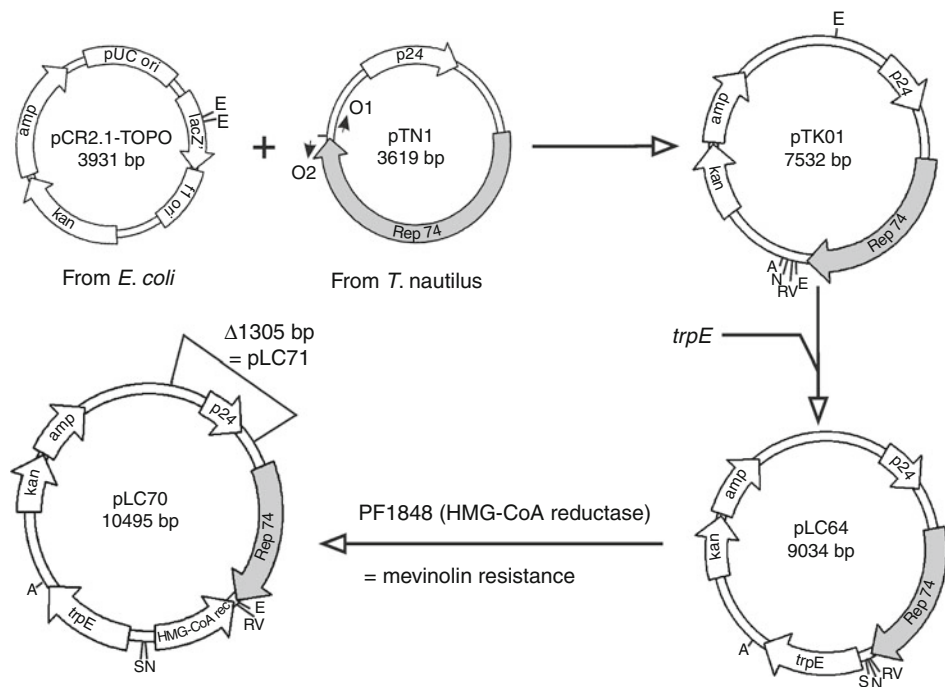 pUC ori
amp
lacZ'
E
E
pCR2.1-TOPO
3931 bp
f1 ori
kan
From E. coli
+
p24
O1
O2
pTN1
3619 bp
Rep 74
From T. nautilus
E
p24
amp
pTK01
7532 bp
kan
Rep 74
A
N
RV
E
trpE
Δ1305 bp
= pLC71
p24
amp
kan
pLC70
10495 bp
Rep 74
E
RV
HMG-CoA rec
SN
trpE
A
PF1848 (HMG-CoA reductase)
= mevinolin resistance
p24
amp
pLC64
9034 bp
kan
Rep 74
RV
SN
trpE
A